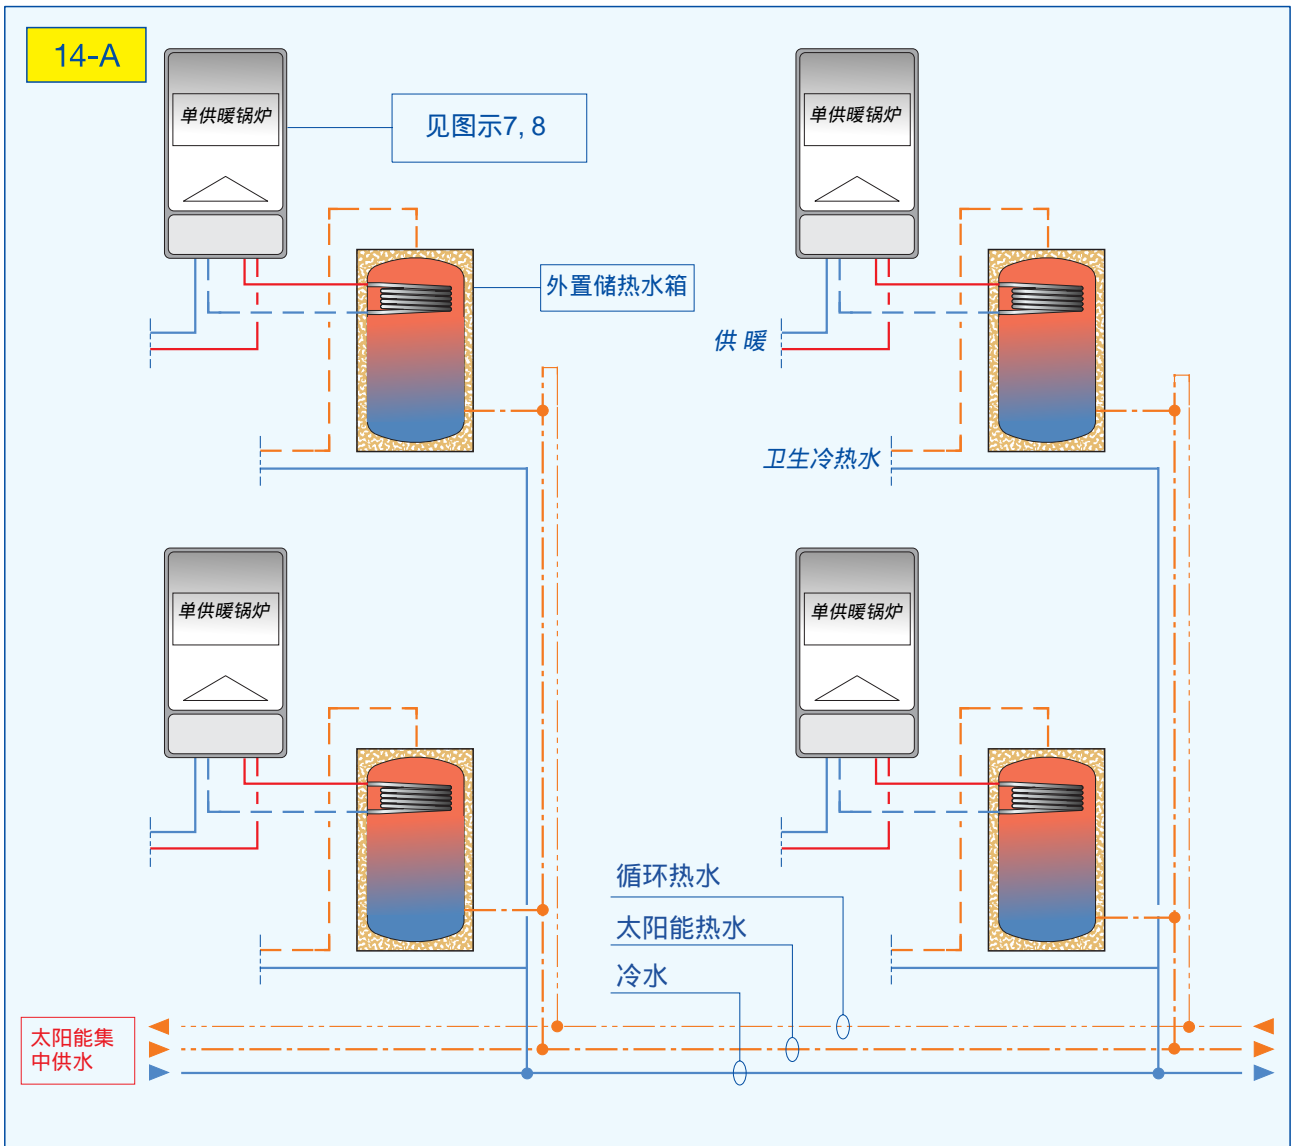 14-A
单供暖锅炉
见图示7, 8
单供暖锅炉
外置储热水箱
供 暖
卫生冷热水
单供暖锅炉
单供暖锅炉
循环热水
太阳能热水
冷水
太阳能集
中供水